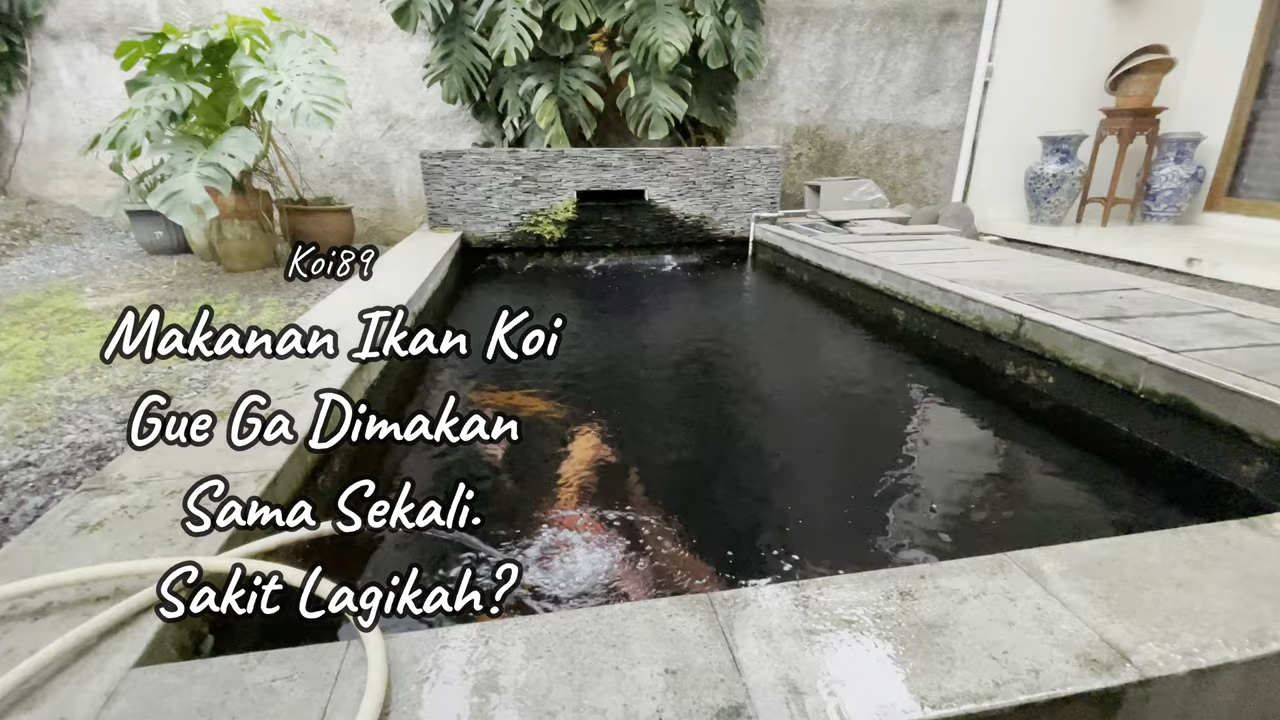 Koi89
Makanan Ikan Koi
Gue Ga Dimakan
Sama Sekali.
Sakit Lagikah?